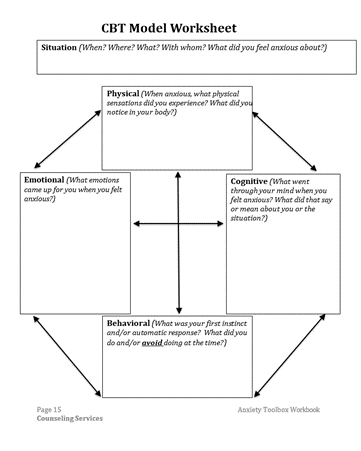 CBT Model Worksheet
Situation (When? Where? What? With whom? What did you feel anxious about?)
Physical (When anxious, what physical
sensations did you experience? What did you
notice in your body?)
Emotional (What emotions
came up for you when you felt
anxious?)
Cognitive (What went
through your mind when you
felt anxious? What did that say
or mean about you or the
situation?)
Behavioral (What was your first instinct
and/or automatic response? What did you
do and/or avoid doing at the time?)
Page 15
Anxiety Toolbox Workbook
Counseling Services